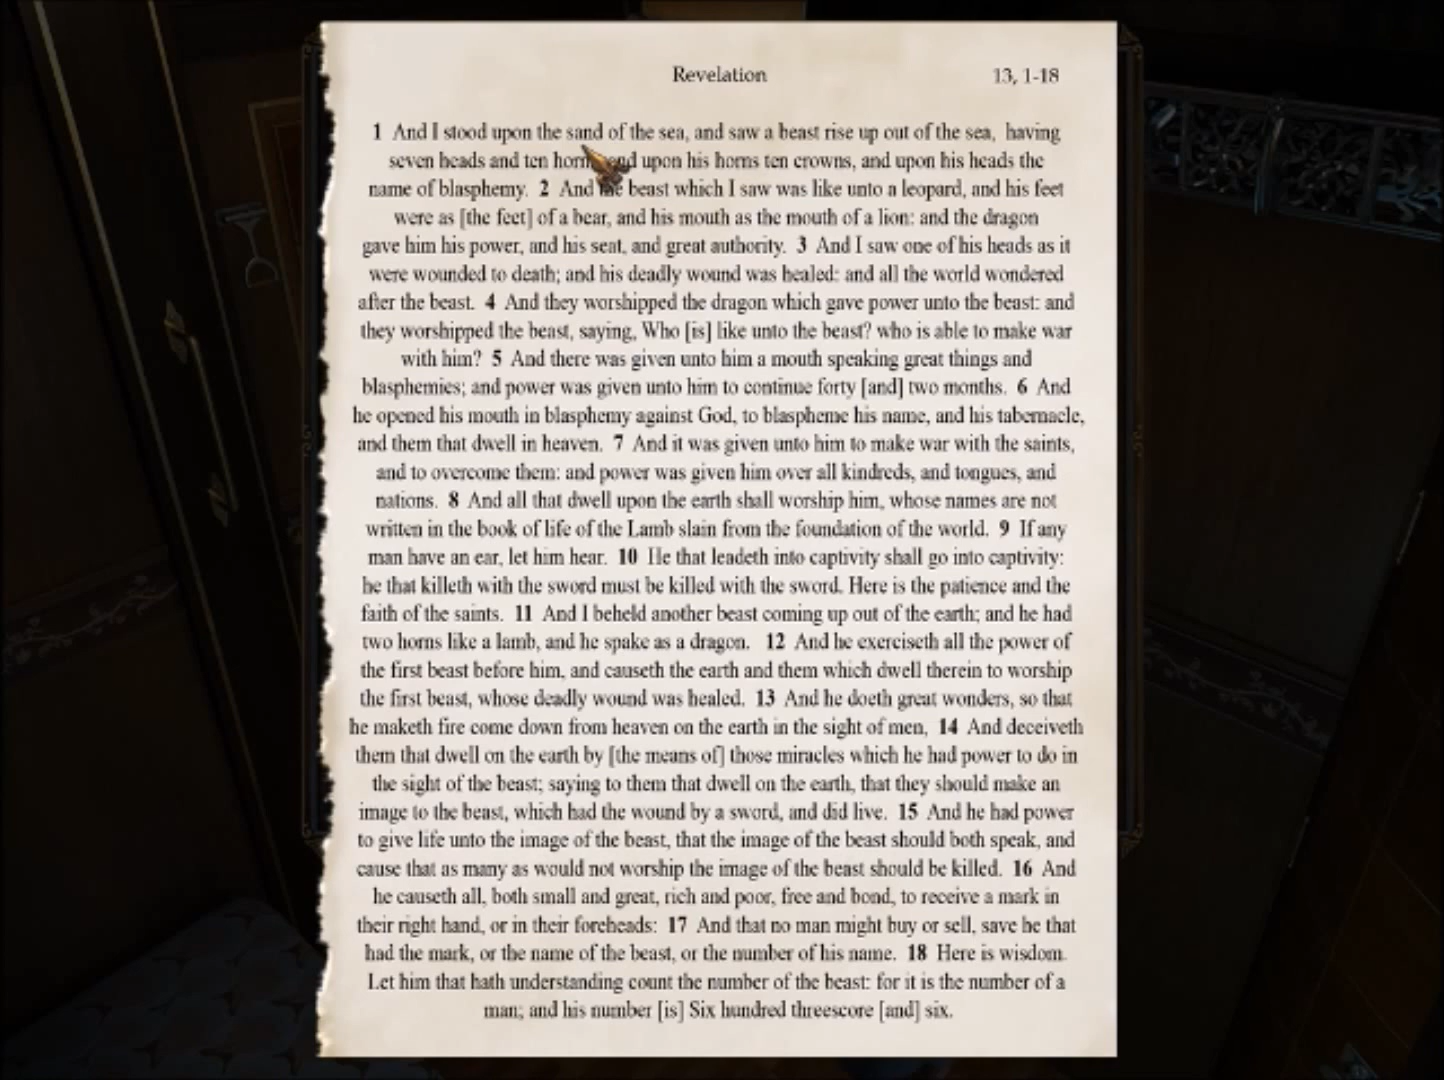 Revelation 13, 1-18
1 And I stood upon the sand of the sea, and saw a beast rise up out of the sea, having
seven heads and ten and upon his horns ten crowns, and upon his heads the
name of blasphemy. 2 And the beast which I saw was like unto a leopard, and his feet
were as [the feet] of a bear, and his mouth as the mouth of a lion: and the dragon
gave him his power, and his seat, and great authority. 3 And I saw one of his heads as it
were wounded to death; and his deadly wound was healed: and all the world wondered
after the beast. 4 And they worshipped the dragon which gave power unto the beast: and
they worshipped the beast, saying, Who [is] like unto the beast? who is able to make war
with him? 5 And there was given unto him a mouth speaking great things and
blasphemies; and power was given unto him to continue forty [and] two months. 6 And
he opened his mouth in blasphemy against God, to blaspheme his name, and his tabernacle,
and them that dwell in heaven. 7 And it was given unto him to make war with the saints,
and to overcome them: and power was given him over all kindreds, and tongues, and
nations. 8 And all that dwell upon the earth shall worship him, whose names are not
written in the book of life of the Lamb slain from the foundation of the world. 9 If any
man have an ear, let him hear. 10 He that leadeth into captivity shall go into captivity:
he that killeth with the sword must be killed with the sword. Here is the patience and the
faith of the saints. 11 And I beheld another beast coming up out of the earth; and he had
two horns like a lamb, and he spake as a dragon. 12 And he exerciseth all the power of
the first beast before him, and causeth the earth and them which dwell therein to worship
the first beast, whose deadly wound was healed. 13 And he doeth great wonders, so that
he maketh fire come down from heaven on the earth in the sight of men, 14 And deceiveth
them that dwell on the earth by [the means of] those miracles which he had power to do in
the sight of the beast; saying to them that dwell on the earth, that they should make an
image to the beast, which had the wound by a sword, and did live. 15 And he had power
to give life unto the image of the beast, that the image of the beast should both speak, and
cause that as many as would not worship the image of the beast should be killed. 16 And
he causeth all, both small and great, rich and poor, free and bond, to receive a mark in
their right hand, or in their foreheads: 17 And that no man might buy or sell, save he that
had the mark, or the name of the beast, or the number of his name. 18 Here is wisdom.
Let him that hath understanding count the number of the beast: for it is the number of a
man; and his number [is] Six hundred threescore [and] six.